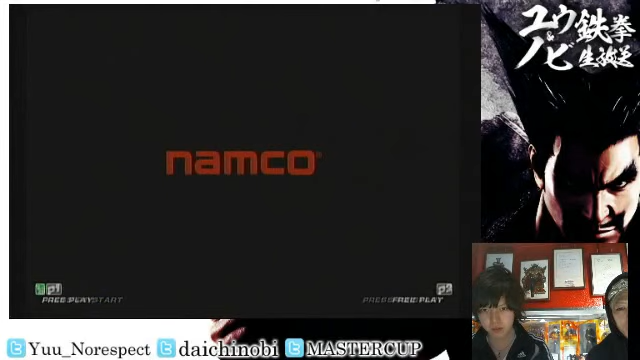 ユウ&ノビ
鉄拳
生放送
namco
p1
p2
FREE PLAY
FREE PLAY
Yuu_Norespect daichinobi MASTERCUP